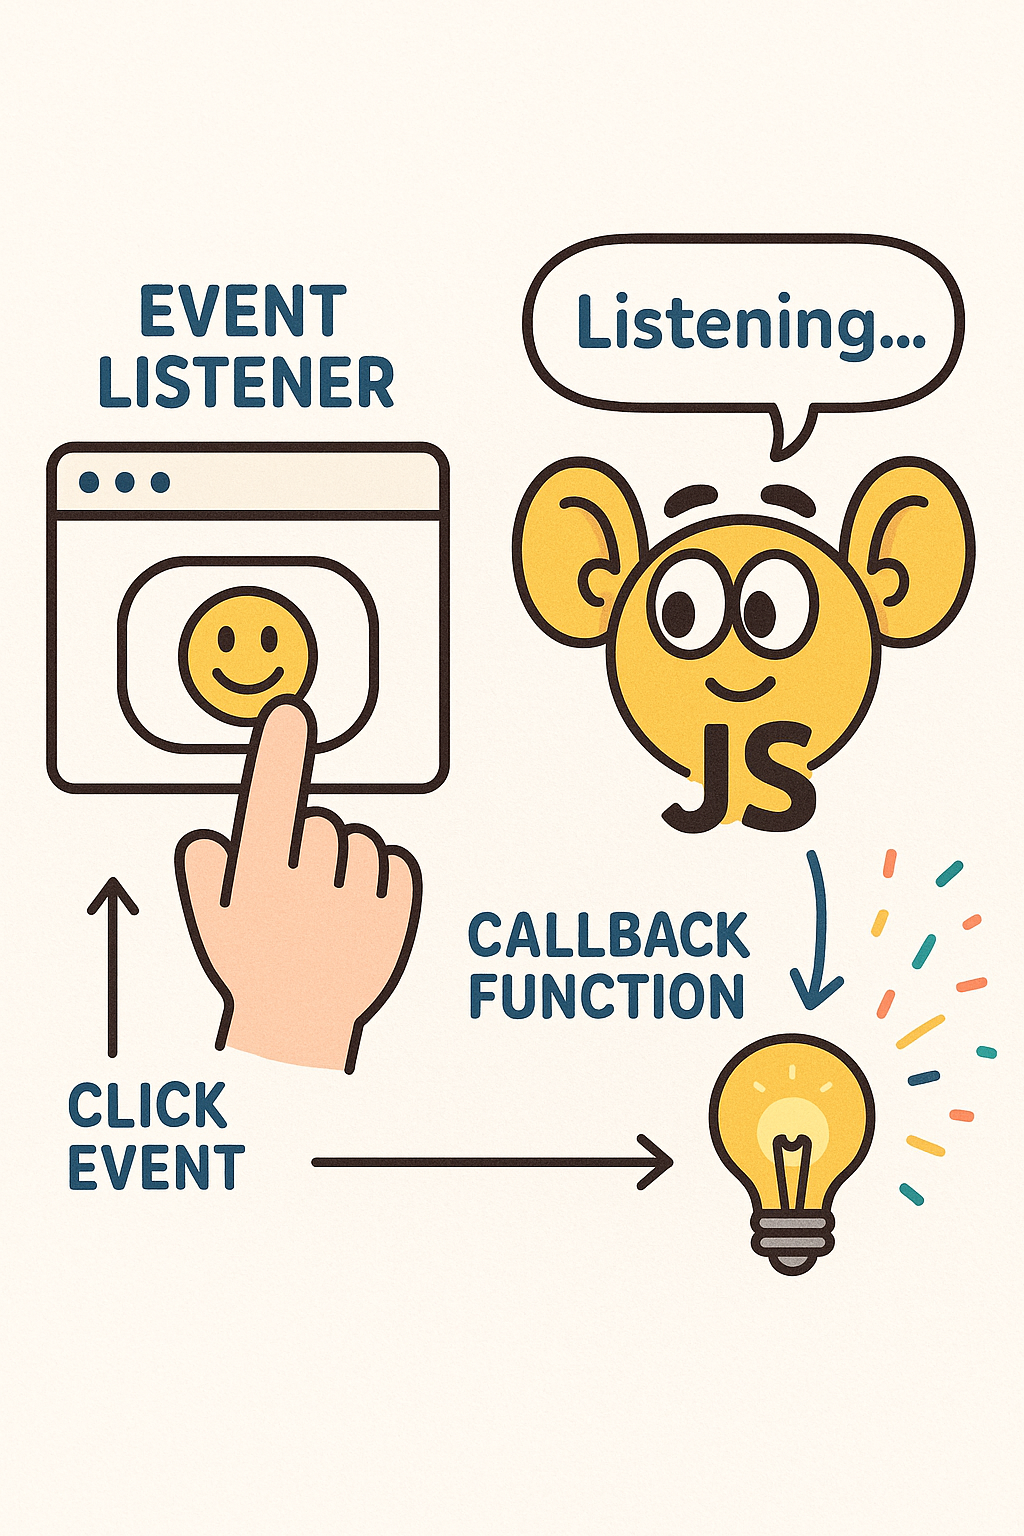 EVENT
LISTENER
Listening...
JS
CALLBACK
FUNCTION
CLICK
EVENT